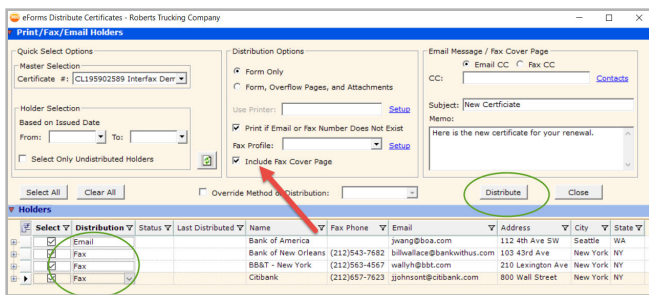 eForms Distribute Certificates - Roberts Trucking Company
Print/Fax/Email Holders
Quick Select Options
Master Selection
Certificate #: CL195902589 Interfax Dem
Holder Selection
Based on Issued Date
From: To:
Select Only Undistributed Holders
Distribution Options
Form Only
Form, Overflow Pages, and Attachments
Use Printer: Setup
Print if Email or Fax Number Does Not Exist
Fax Profile: Setup
Include Fax Cover Page
Email Message / Fax Cover Page
Email CC Fax CC
CC: Contacts
Subject: New Certficiate
Memo:
Here is the new certificate for your renewal.
Select All Clear All Override Method of Distribution: Distribute Close
Holders
Select Distribution Status Last Distributed Name Fax Phone Email Address City State
Email Bank of America jwang@boa.com 112 4th Ave SW Seattle WA
Fax Bank of New Orleans (212)543-7682 billwallace@bankwithus.com 103 43rd Ave New York NY
Fax BB&T - New York (212)563-4567 wallyh@bbt.com 210 Lexington Ave New York NY
Fax Citibank (212)657-7623 jjohnsont@citibank.com 800 Wall Street New York NY